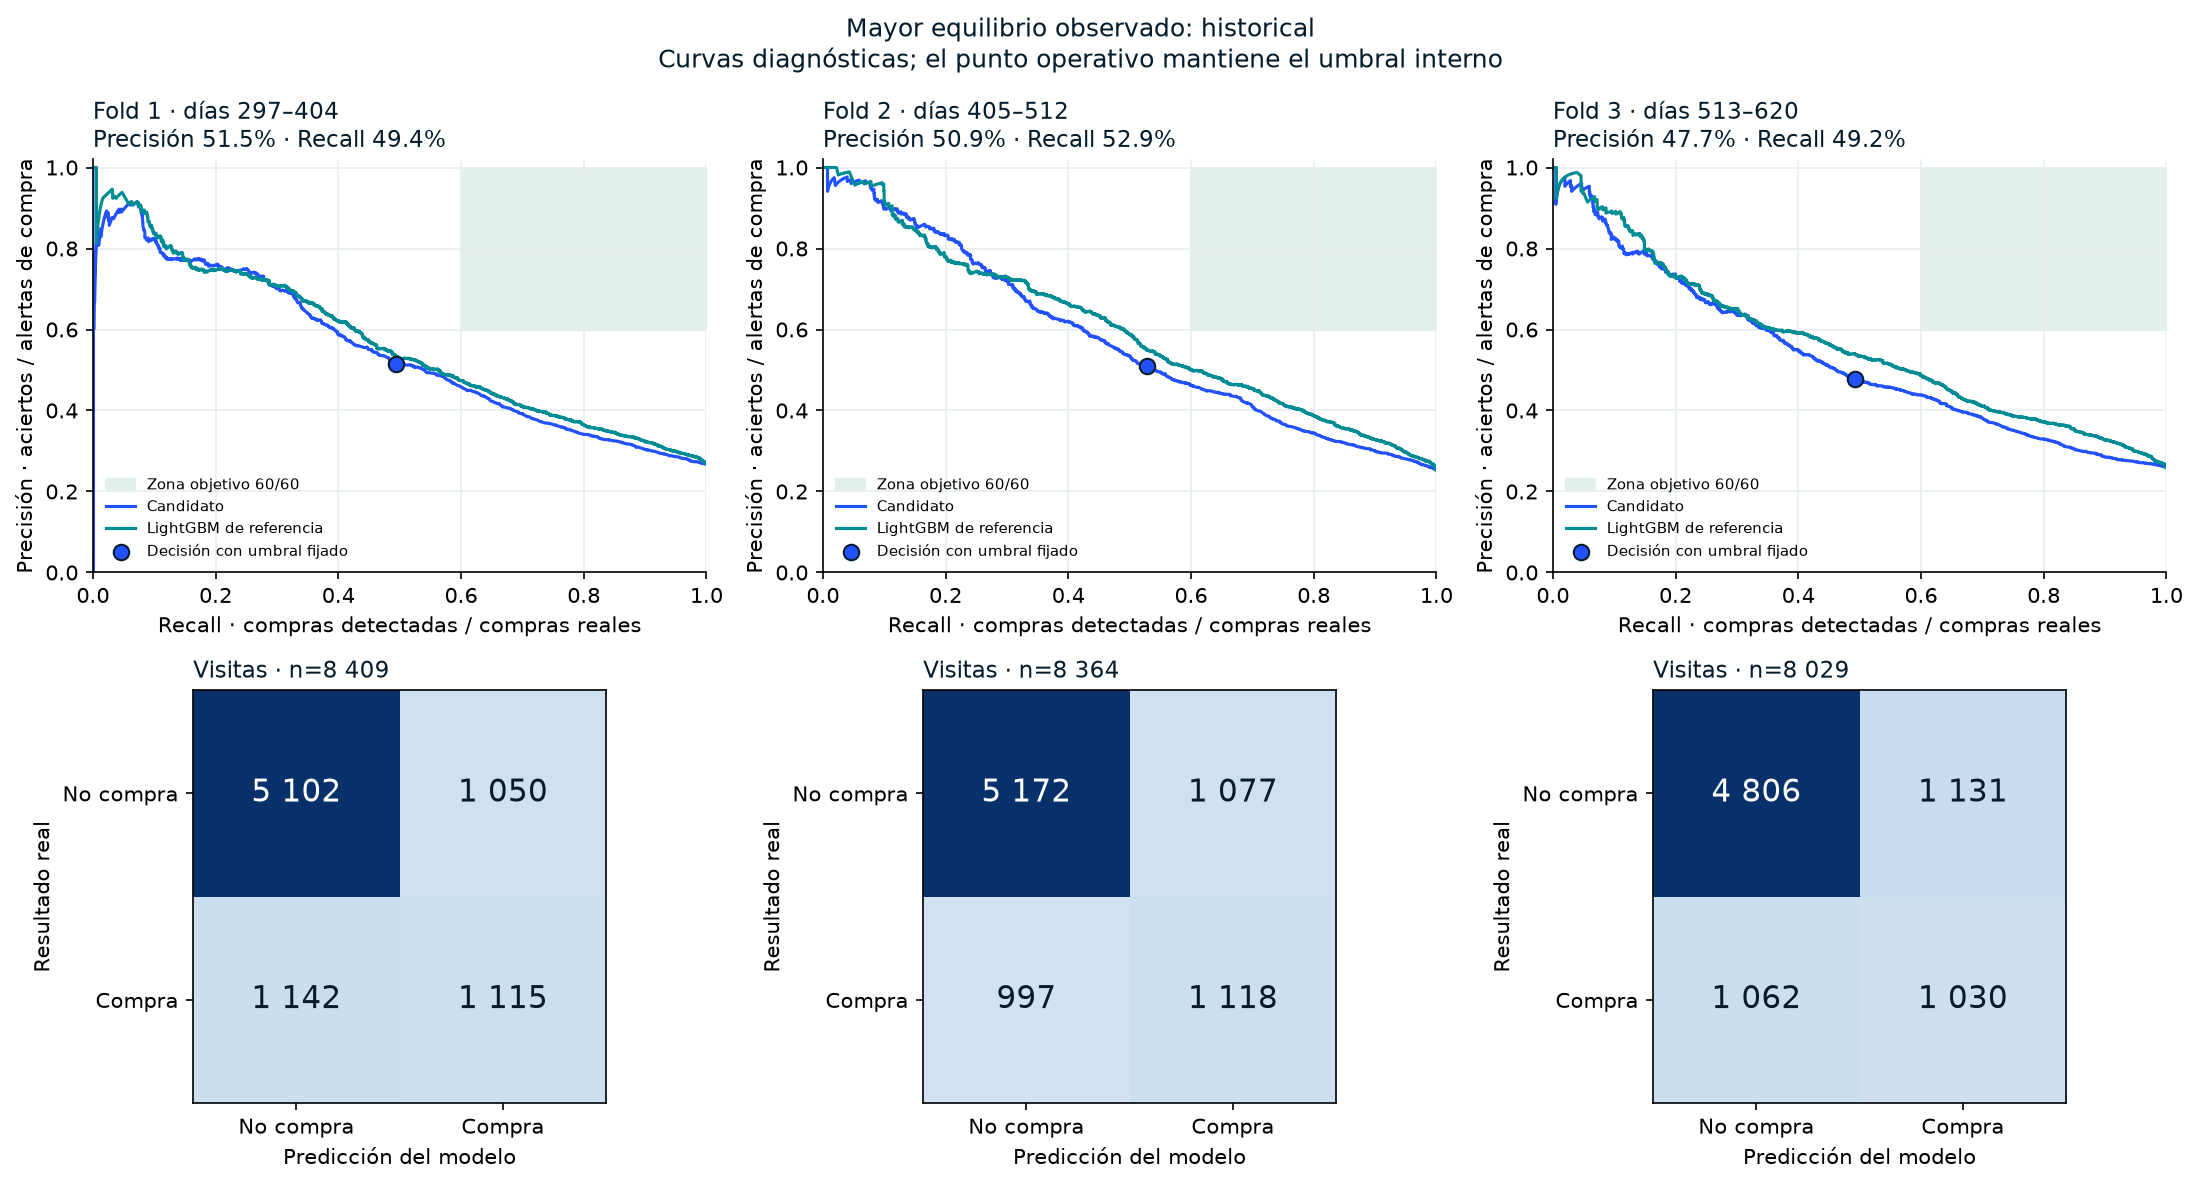 Mayor equilibrio observado: historical
Curvas diagnósticas; el punto operativo mantiene el umbral interno
Fold 1 · días 297–404
Precisión 51.5% · Recall 49.4%
Precisión · aciertos / alertas de compra
1.0
0.8
0.6
0.4
0.2
0.0
Zona objetivo 60/60
Candidato
LightGBM de referencia
Decisión con umbral fijado
0.0 0.2 0.4 0.6 0.8 1.0
Recall · compras detectadas / compras reales
Fold 2 · días 405–512
Precisión 50.9% · Recall 52.9%
Precisión · aciertos / alertas de compra
1.0
0.8
0.6
0.4
0.2
0.0
Zona objetivo 60/60
Candidato
LightGBM de referencia
Decisión con umbral fijado
0.0 0.2 0.4 0.6 0.8 1.0
Recall · compras detectadas / compras reales
Fold 3 · días 513–620
Precisión 47.7% · Recall 49.2%
Precisión · aciertos / alertas de compra
1.0
0.8
0.6
0.4
0.2
0.0
Zona objetivo 60/60
Candidato
LightGBM de referencia
Decisión con umbral fijado
0.0 0.2 0.4 0.6 0.8 1.0
Recall · compras detectadas / compras reales
Visitas · n=8 409
Resultado real
No compra 5 102 1 050
Compra 1 142 1 115
No compra Compra
Predicción del modelo
Visitas · n=8 364
Resultado real
No compra 5 172 1 077
Compra 997 1 118
No compra Compra
Predicción del modelo
Visitas · n=8 029
Resultado real
No compra 4 806 1 131
Compra 1 062 1 030
No compra Compra
Predicción del modelo